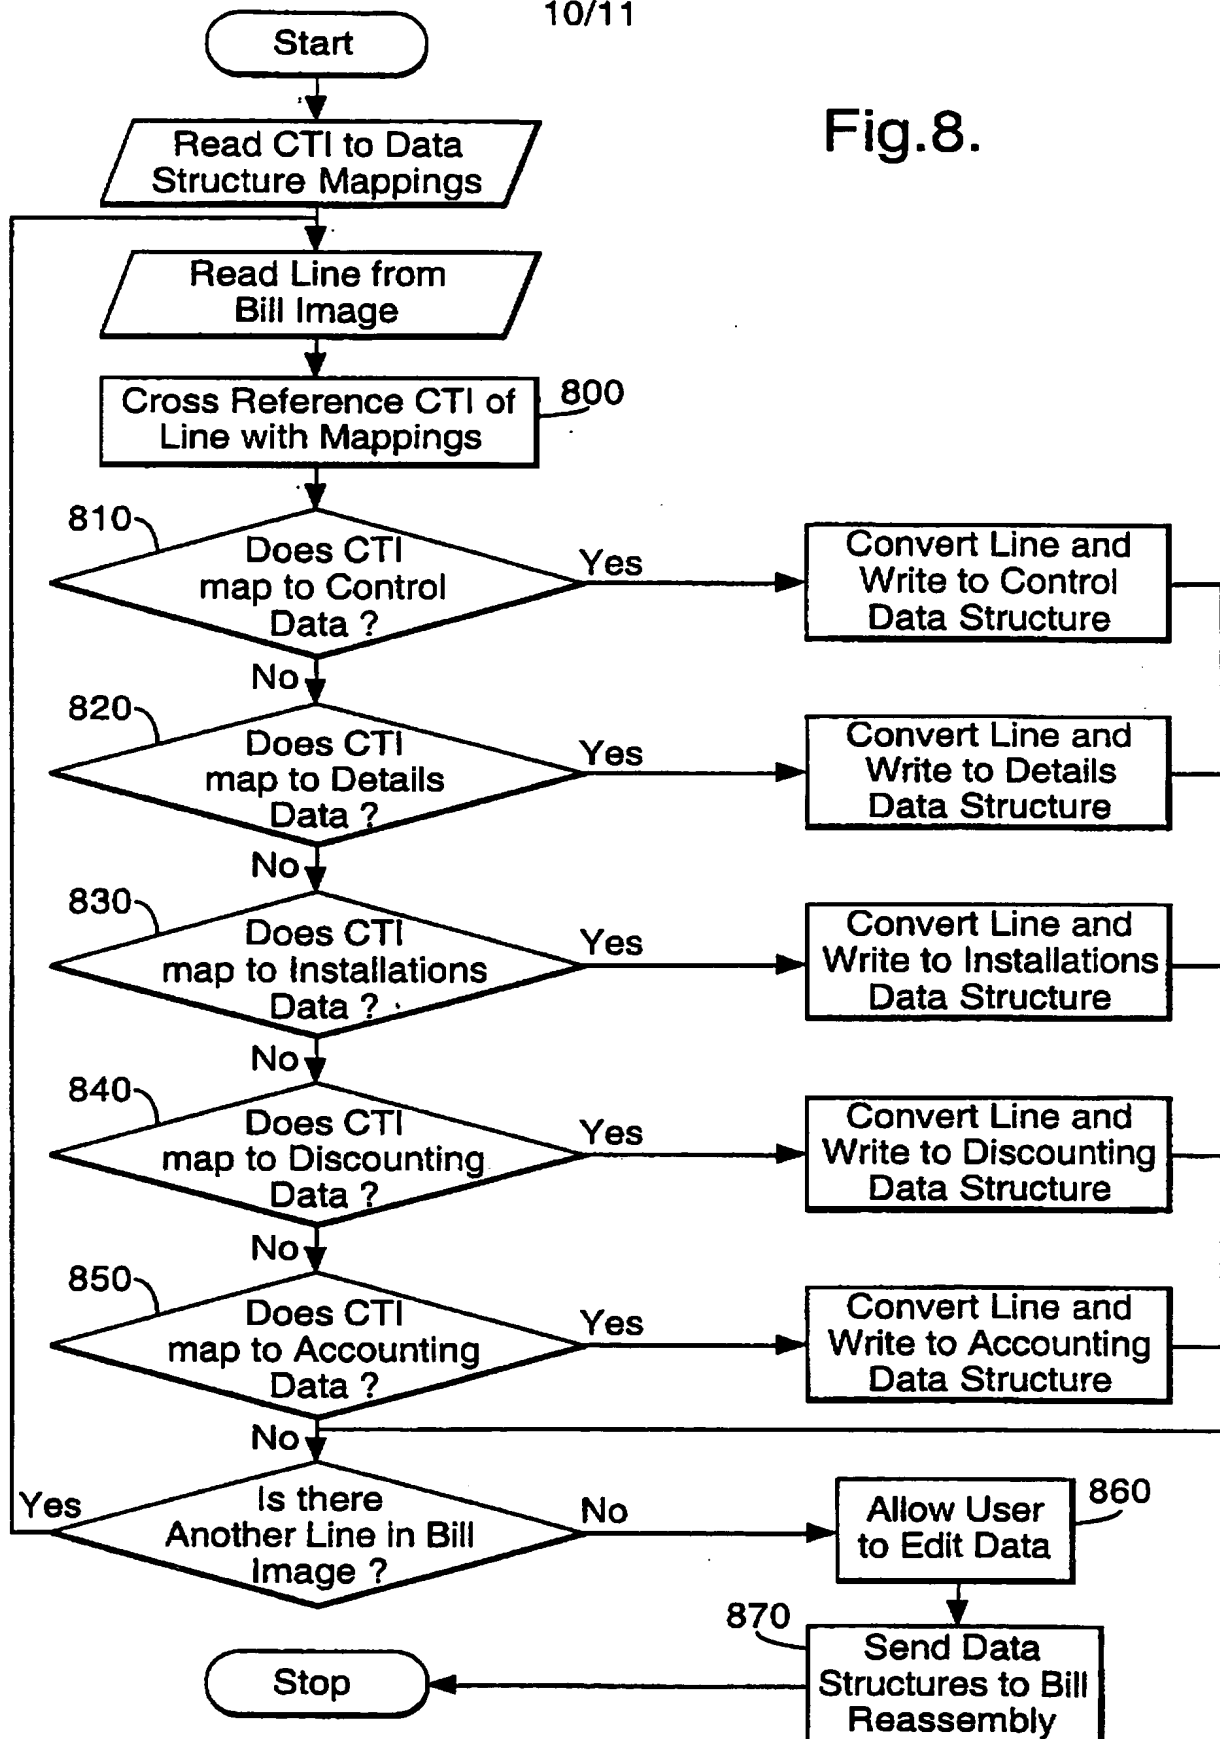 10/11
Start
Fig.8.
Read CTI to Data
Structure Mappings
Read Line from
Bill Image
Cross Reference CTI of
Line with Mappings
800
810
Does CTI
map to Control
Data ?
Yes
Convert Line and
Write to Control
Data Structure
No
820
Does CTI
map to Details
Data ?
Yes
Convert Line and
Write to Details
Data Structure
No
830
Does CTI
map to Installations
Data ?
Yes
Convert Line and
Write to Installations
Data Structure
No
840
Does CTI
map to Discounting
Data ?
Yes
Convert Line and
Write to Discounting
Data Structure
No
850
Does CTI
map to Accounting
Data ?
Yes
Convert Line and
Write to Accounting
Data Structure
No
Is there
Another Line in Bill
Image ?
Yes
No
Allow User
to Edit Data
860
870
Send Data
Structures to Bill
Reassembly
Stop